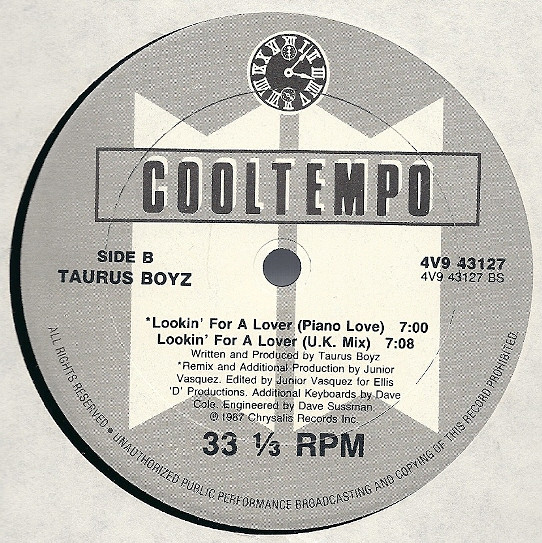 COOLTEMPO
SIDE B
TAURUS BOYZ
4V9 43127
4V9 43127 BS
*Lookin' For A Lover (Piano Love) 7:00
Lookin' For A Lover (U.K. Mix) 7:08
Written and Produced by Taurus Boyz
*Remix and Additional Production by Junior
Vasquez. Edited by Junior Vasquez for Ellis
'D' Productions. Additional Keyboards by Dave
Cole. Engineered by Dave Sussman
℗ 1987 Chrysalis Records Inc.
33 ⅓ RPM
ALL RIGHTS RESERVED. • UNAUTHORIZED PUBLIC PERFORMANCE BROADCASTING AND COPYING OF THIS RECORD PROHIBITED.